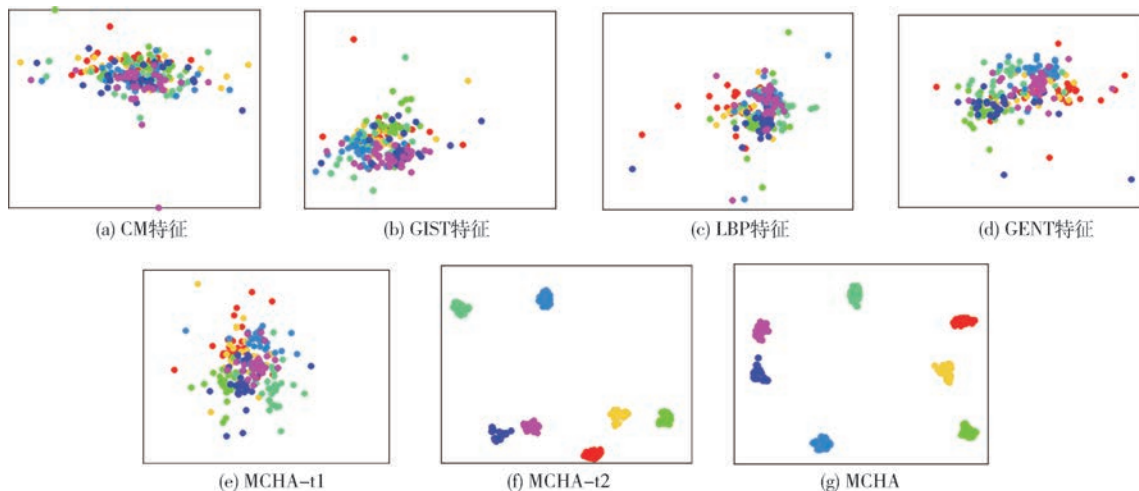 (a) CM特征
(b) GIST特征
(c) LBP特征
(d) GENT特征
(e) MCHA-t1
(f) MCHA-t2
(g) MCHA